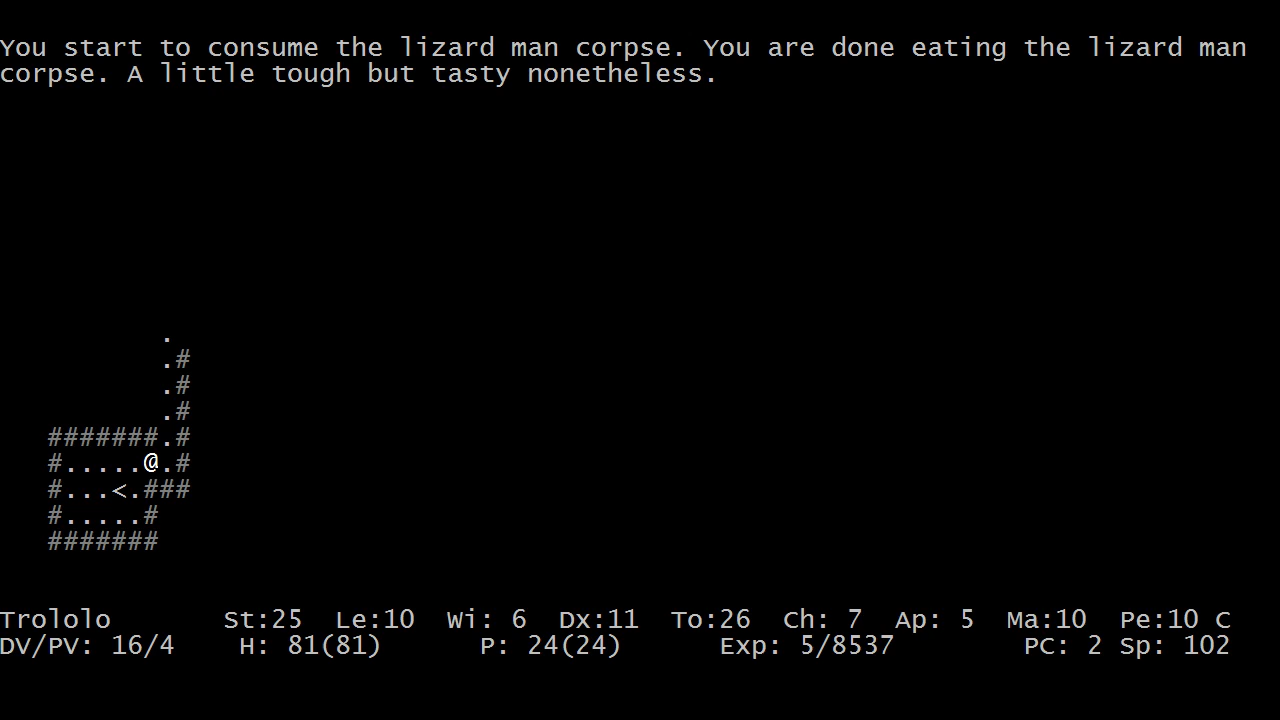 You start to consume the lizard man corpse. You are done eating the lizard man
corpse. A little tough but tasty nonetheless.
.
.#
.#
.#
#######.#
#.....@.#
#...<.###
#.....#
#######
Trololo St:25 Le:10 Wi: 6 Dx:11 To:26 Ch: 7 Ap: 5 Ma:10 Pe:10 C
DV/PV: 16/4 H: 81(81) P: 24(24) Exp: 5/8537 PC: 2 Sp: 102